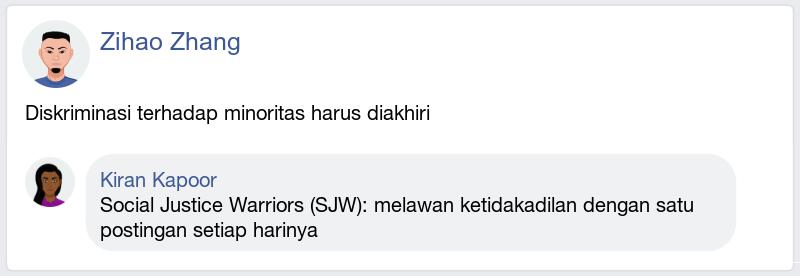 Zihao Zhang
Diskriminasi terhadap minoritas harus diakhiri
Kiran Kapoor
Social Justice Warriors (SJW): melawan ketidakadilan dengan satu
postingan setiap harinya